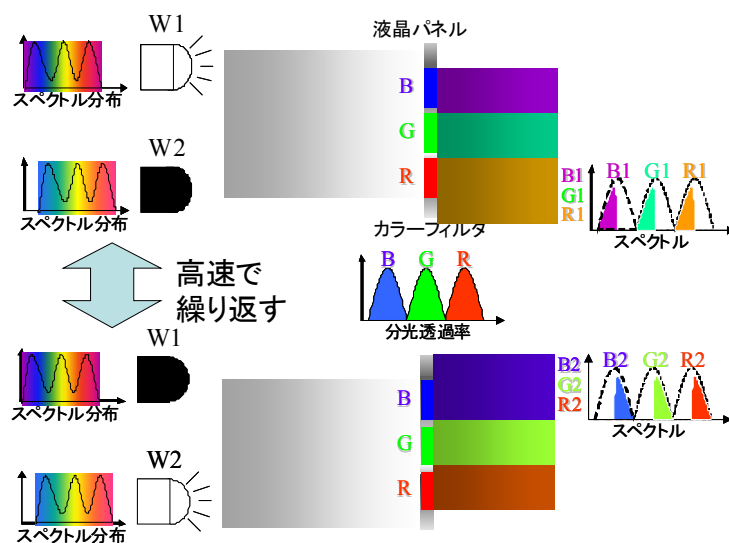 W1
スペクトル分布
W2
スペクトル分布
液晶パネル
B
G
R
B1
G1
R1
B1 G1 R1
スペクトル
カラーフィルタ
B G R
分光透過率
高速で
繰り返す
W1
スペクトル分布
W2
スペクトル分布
B
G
R
B2
G2
R2
B2 G2 R2
スペクトル